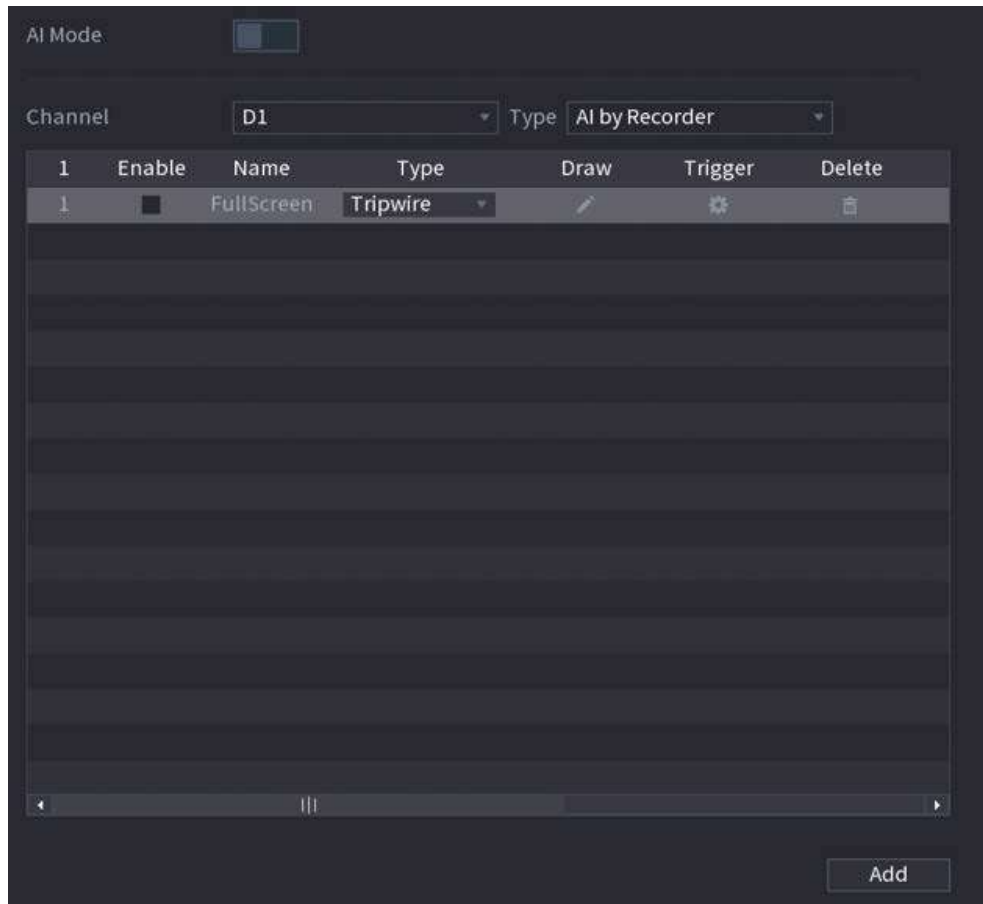 AI Mode
Channel D1 Type AI by Recorder
1 Enable Name Type Draw Trigger Delete
1 FullScreen Tripwire
Add